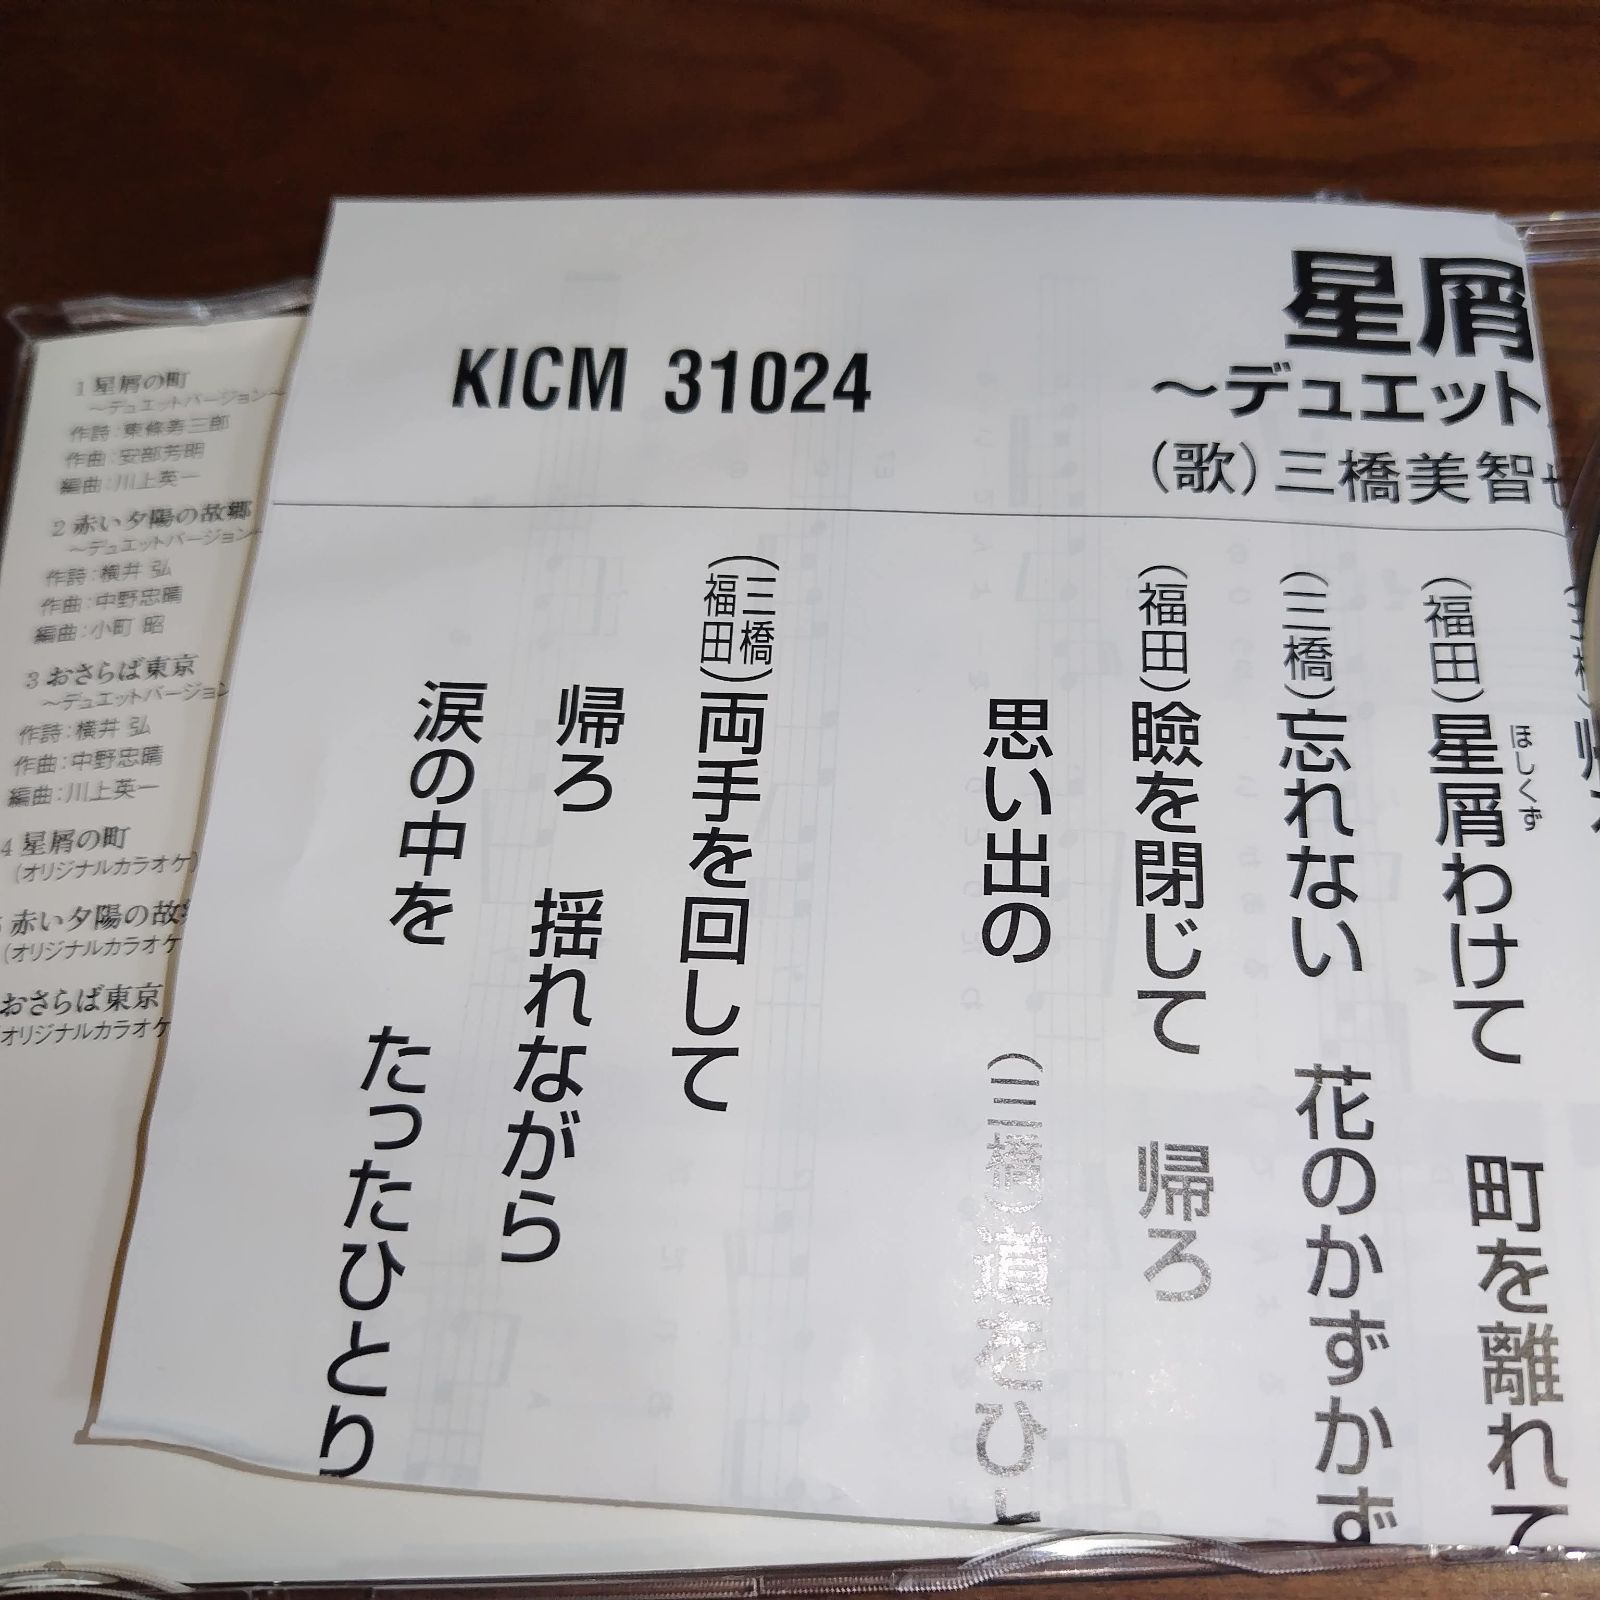 1 星屑の町
～デュエットバージョン～
作詩：東條寿三郎
作曲：安部芳明
編曲：川上英一
2 赤い夕陽の故郷
～デュエットバージョン
作詩：横井 弘
作曲：中野忠晴
編曲：小町 昭
3 おさらば東京
～デュエットバージョン
作詩：横井 弘
作曲：中野忠晴
編曲：川上英一
4 星屑の町
(オリジナルカラオケ)
赤い夕陽の故
(オリジナルカラオケ
おさらば東京
オリジナルカラオケ
KICM 31024
星屑
～デュエット
（歌）三橋美智
（福田）星屑わけて 町を離れて
ほしくず
（三橋）忘れない 花のかずかず
（福田）瞼を閉じて 帰ろ
思い出の （三橋）道をひ
（三橋 福田）両手を回して
帰ろ 揺れながら
涙の中を たったひとり